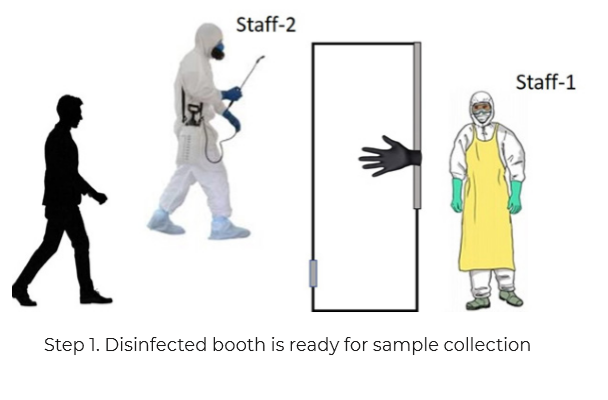 Staff-2
Staff-1
Step 1. Disinfected booth is ready for sample collection